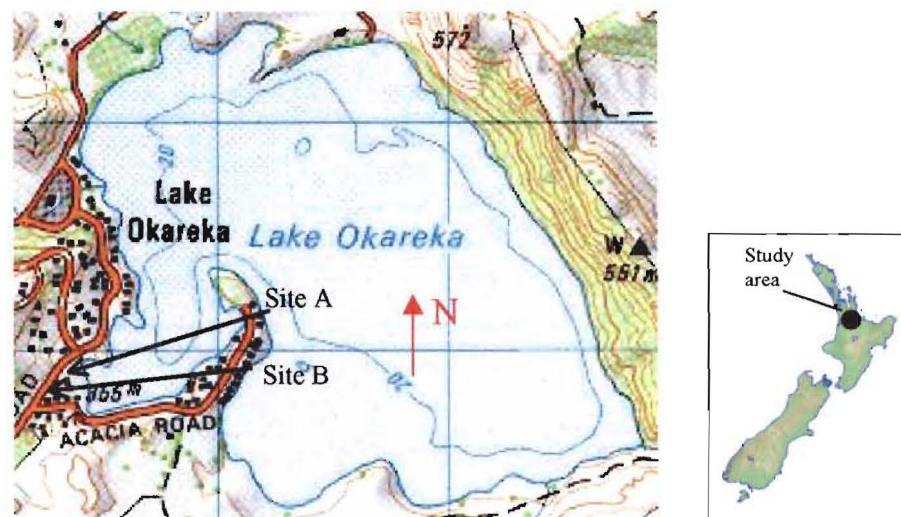 572
20
Lake
Okareka
Lake Okareka
W
551 m
Site A
N
Site B
355 m
20
ACACIA ROAD
Study
area